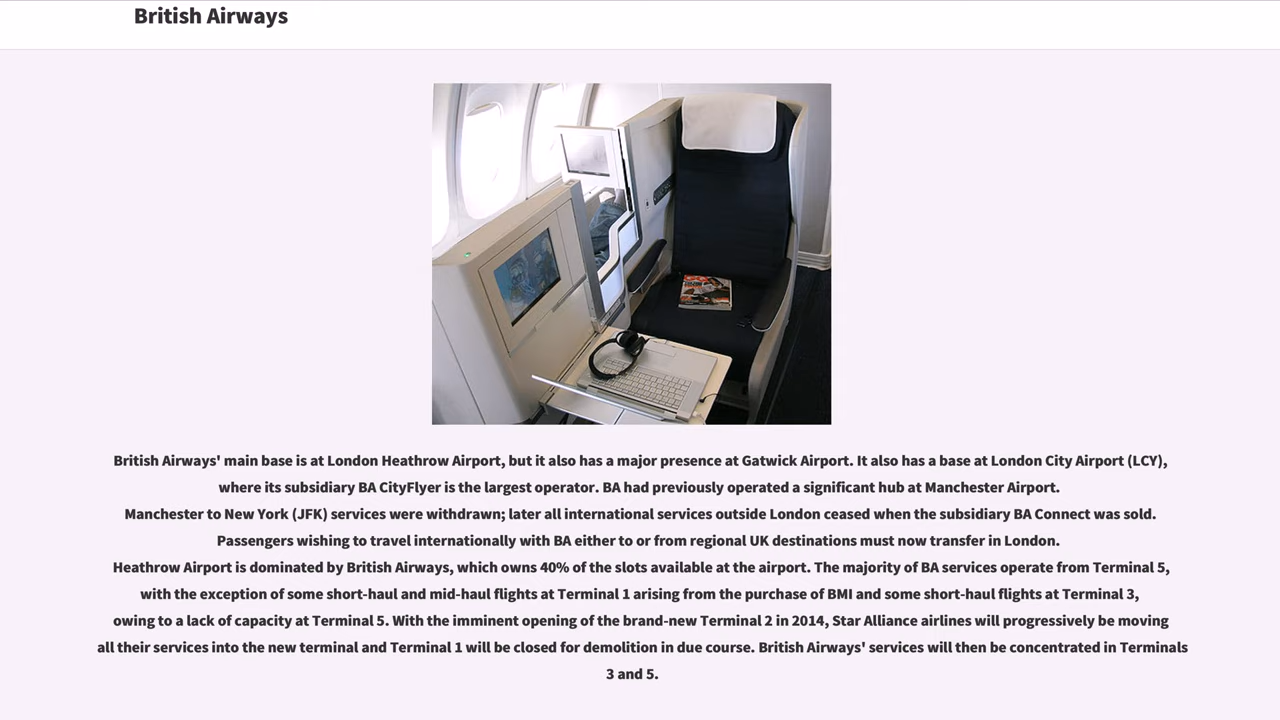 British Airways
British Airways' main base is at London Heathrow Airport, but it also has a major presence at Gatwick Airport. It also has a base at London City Airport (LCY),
where its subsidiary BA CityFlyer is the largest operator. BA had previously operated a significant hub at Manchester Airport.
Manchester to New York (JFK) services were withdrawn; later all international services outside London ceased when the subsidiary BA Connect was sold.
Passengers wishing to travel internationally with BA either to or from regional UK destinations must now transfer in London.
Heathrow Airport is dominated by British Airways, which owns 40% of the slots available at the airport. The majority of BA services operate from Terminal 5,
with the exception of some short-haul and mid-haul flights at Terminal 1 arising from the purchase of BMI and some short-haul flights at Terminal 3,
owing to a lack of capacity at Terminal 5. With the imminent opening of the brand-new Terminal 2 in 2014, Star Alliance airlines will progressively be moving
all their services into the new terminal and Terminal 1 will be closed for demolition in due course. British Airways' services will then be concentrated in Terminals
3 and 5.